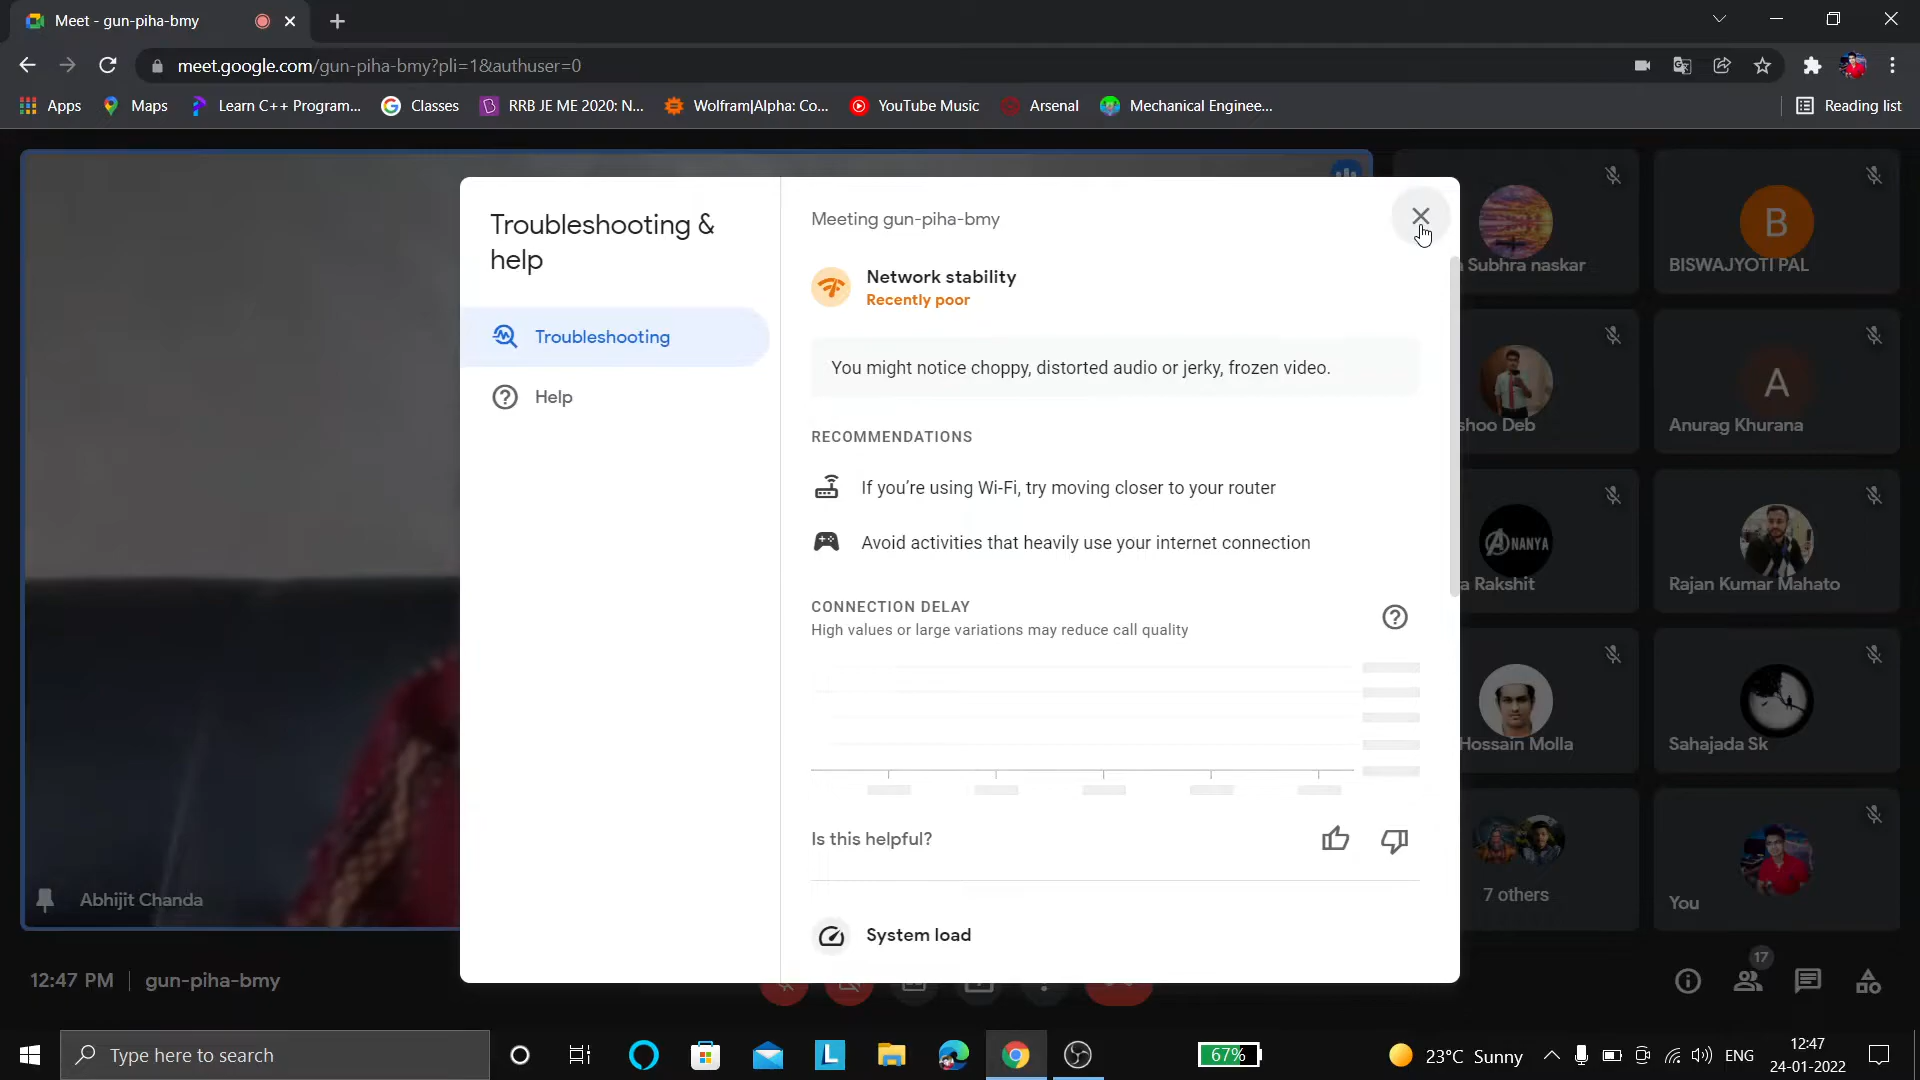 Meet - gun-piha-bmy
meet.google.com/gun-piha-bmy?pli=1&authuser=0
Apps
Maps
Learn C++ Program...
Classes
RRB JE ME 2020: N...
Wolfram|Alpha: Co...
YouTube Music
Arsenal
Mechanical Enginee...
Reading list
Troubleshooting &
help
Troubleshooting
Help
Meeting gun-piha-bmy
Network stability
Recently poor
You might notice choppy, distorted audio or jerky, frozen video.
RECOMMENDATIONS
If you're using Wi-Fi, try moving closer to your router
Avoid activities that heavily use your internet connection
CONNECTION DELAY
High values or large variations may reduce call quality
Is this helpful?
System load
Subhra naskar
B
BISWAJYOTI PAL
shoo Deb
A
Anurag Khurana
ANANYA
a Rakshit
Rajan Kumar Mahato
Hossain Molla
Sahajada Sk
7 others
You
Abhijit Chanda
12:47 PM
gun-piha-bmy
17
Type here to search
L
67%
23°C Sunny
ENG
12:47
24-01-2022